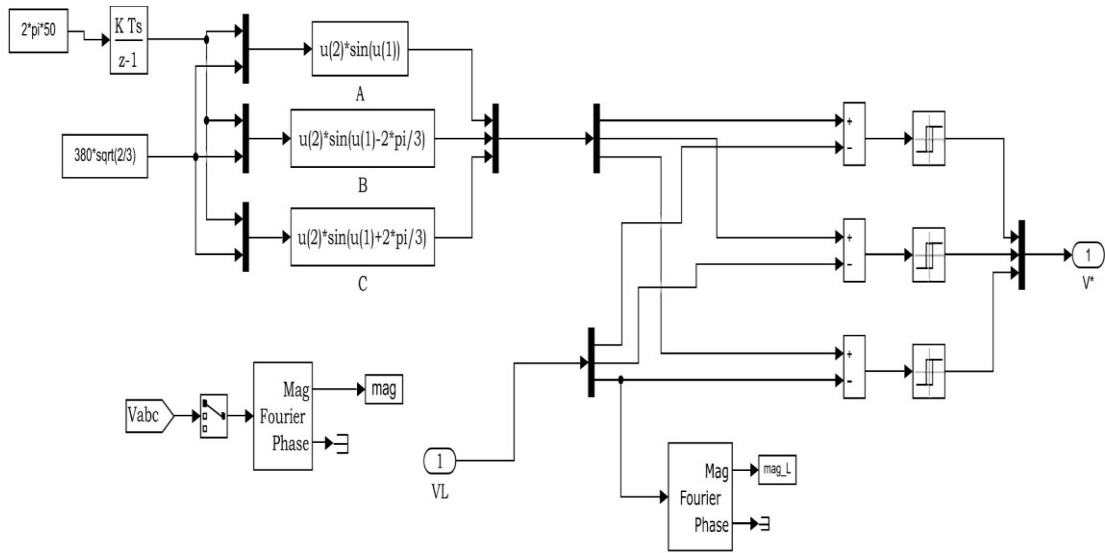 2*pi*50
K Ts
z-1
u(2)*sin(u(1))
A
380*sqrt(2/3)
u(2)*sin(u(1)-2*pi/3)
B
u(2)*sin(u(1)+2*pi/3)
C
+
-
+
-
+
-
1
V*
Vabc
Mag
Fourier
Phase
mag
1
VL
Mag
Fourier
Phase
mag_L